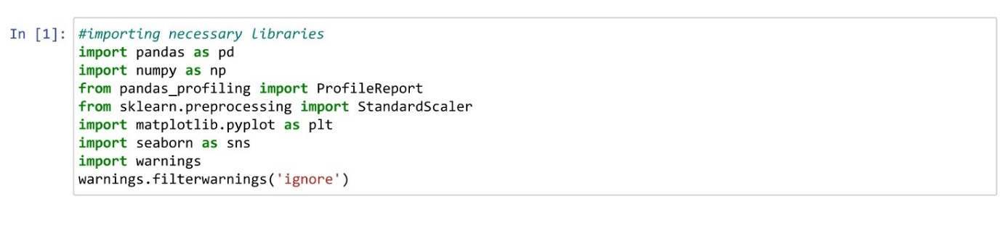 In [1]: #importing necessary libraries
import pandas as pd
import numpy as np
from pandas_profiling import ProfileReport
from sklearn.preprocessing import StandardScaler
import matplotlib.pyplot as plt
import seaborn as sns
import warnings
warnings.filterwarnings('ignore')